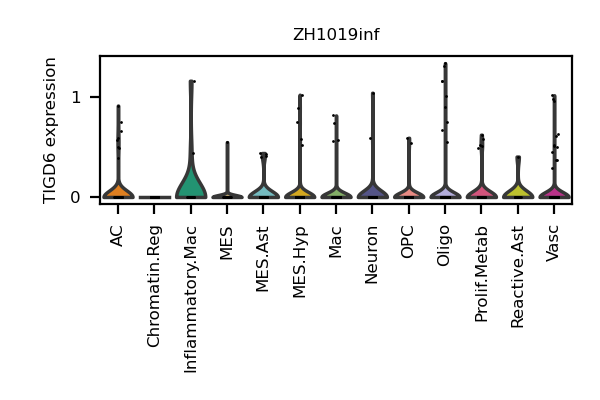 ZH1019inf
TIGD6 expression
1
0
AC
Chromatin.Reg
Inflammatory.Mac
MES
MES.Ast
MES.Hyp
Mac
Neuron
OPC
Oligo
Prolif.Metab
Reactive.Ast
Vasc